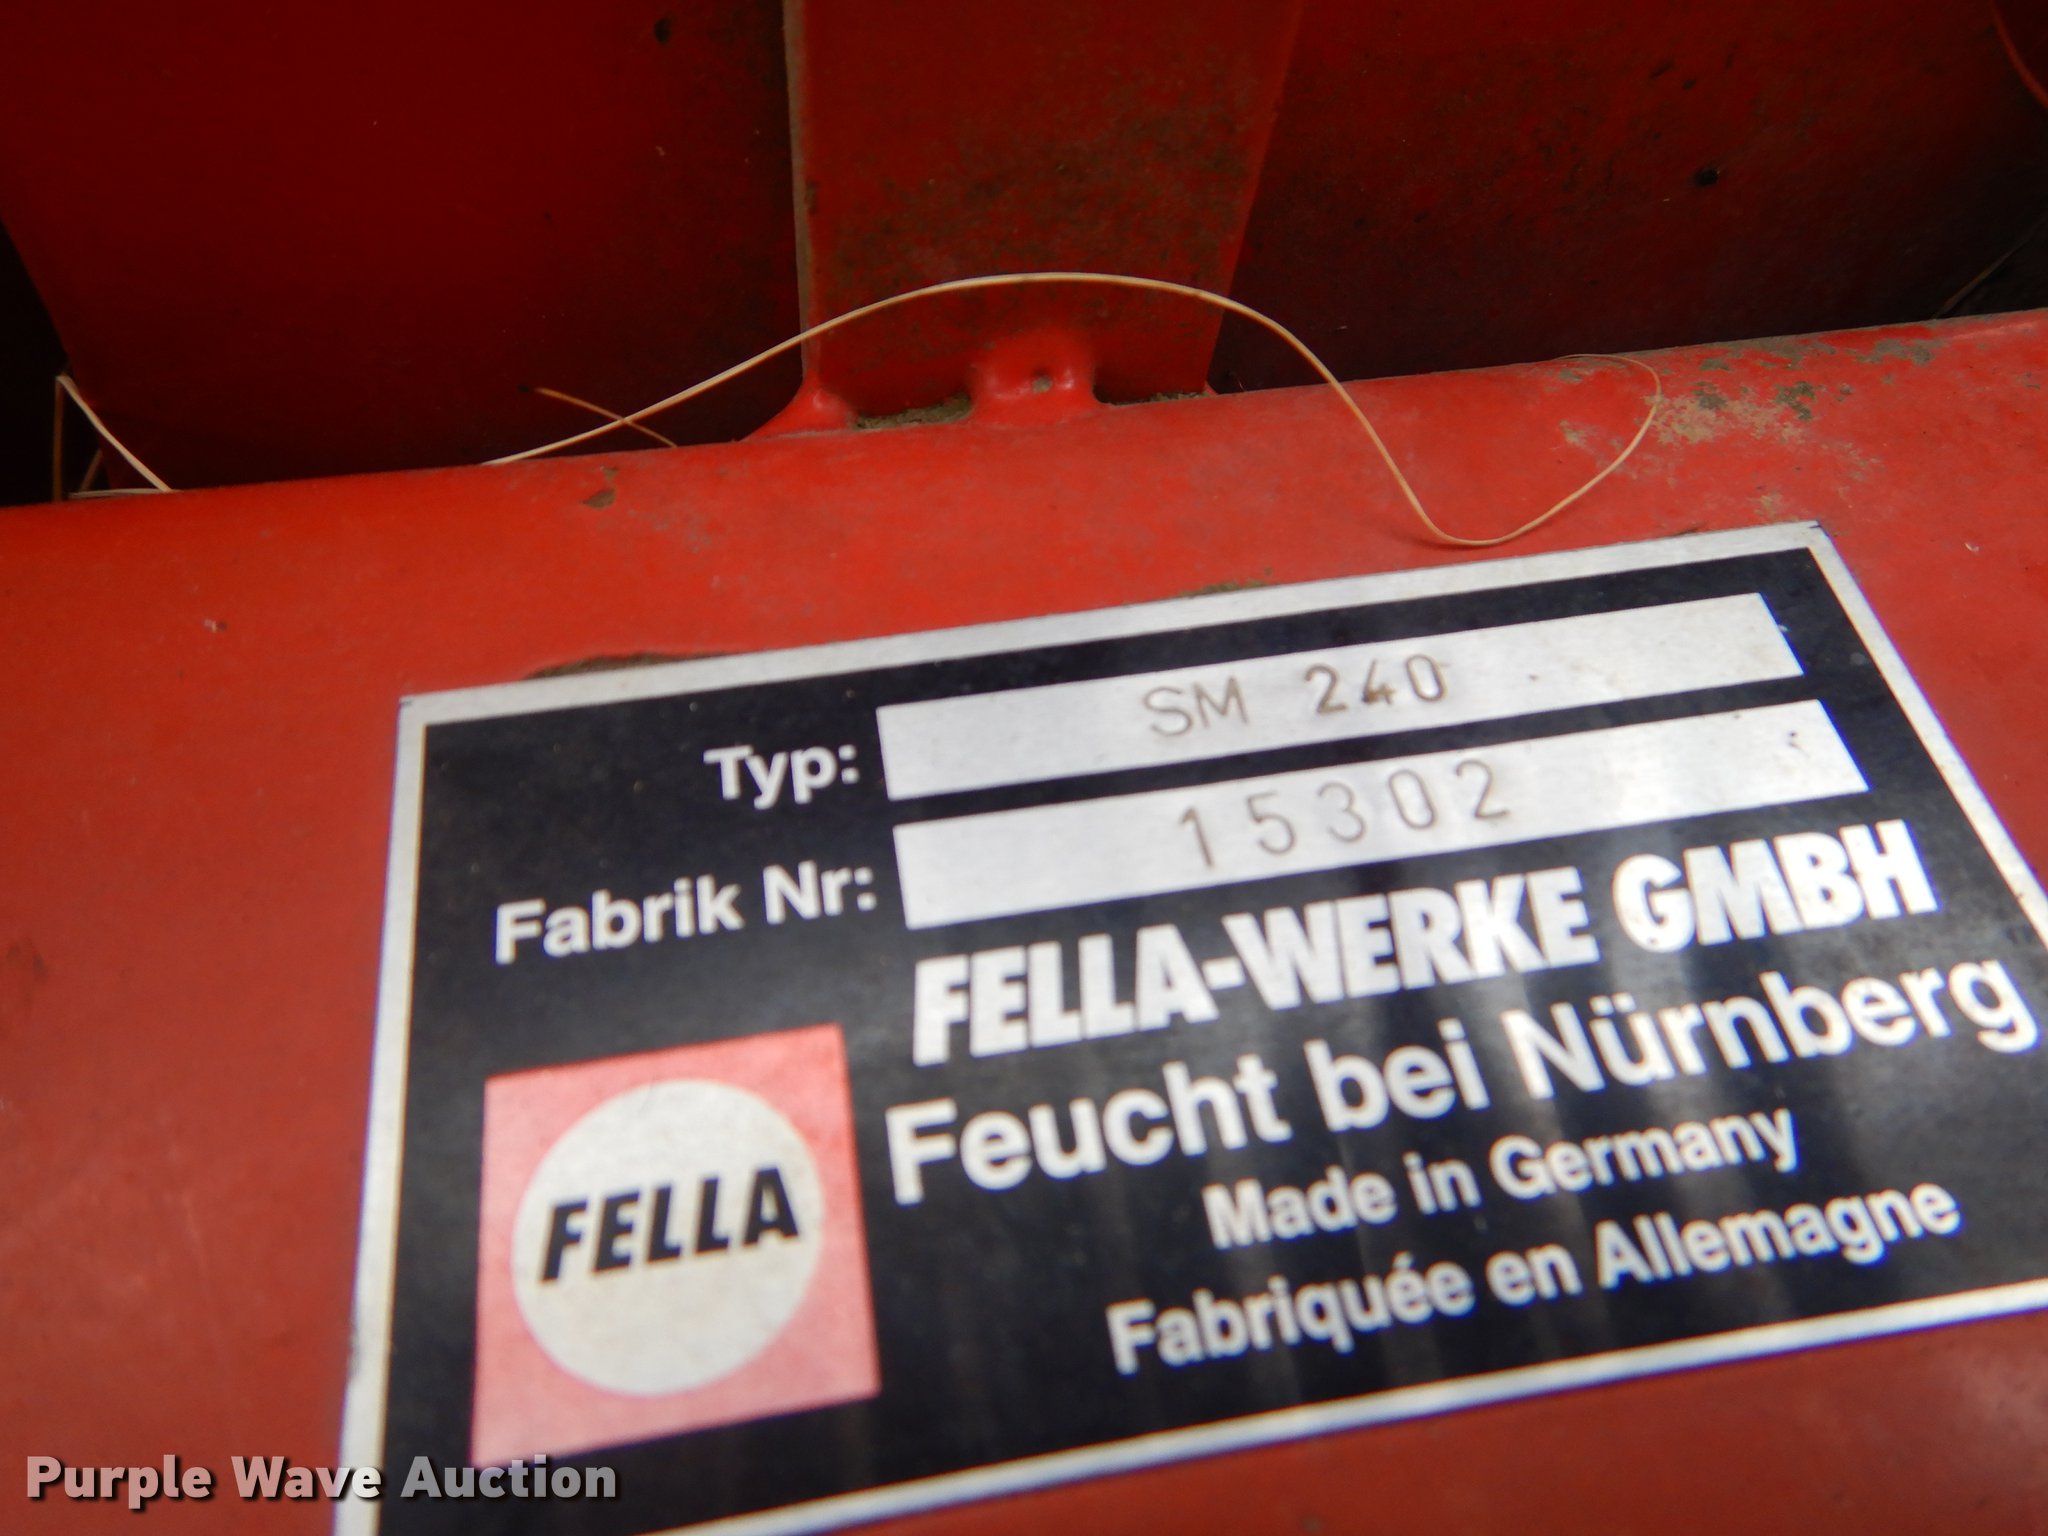 Typ: SM 240
Fabrik Nr: 15302
FELLA-WERKE GMBH
Feucht bei Nürnberg
Made in Germany
Fabriquée en Allemagne
FELLA
Purple Wave Auction